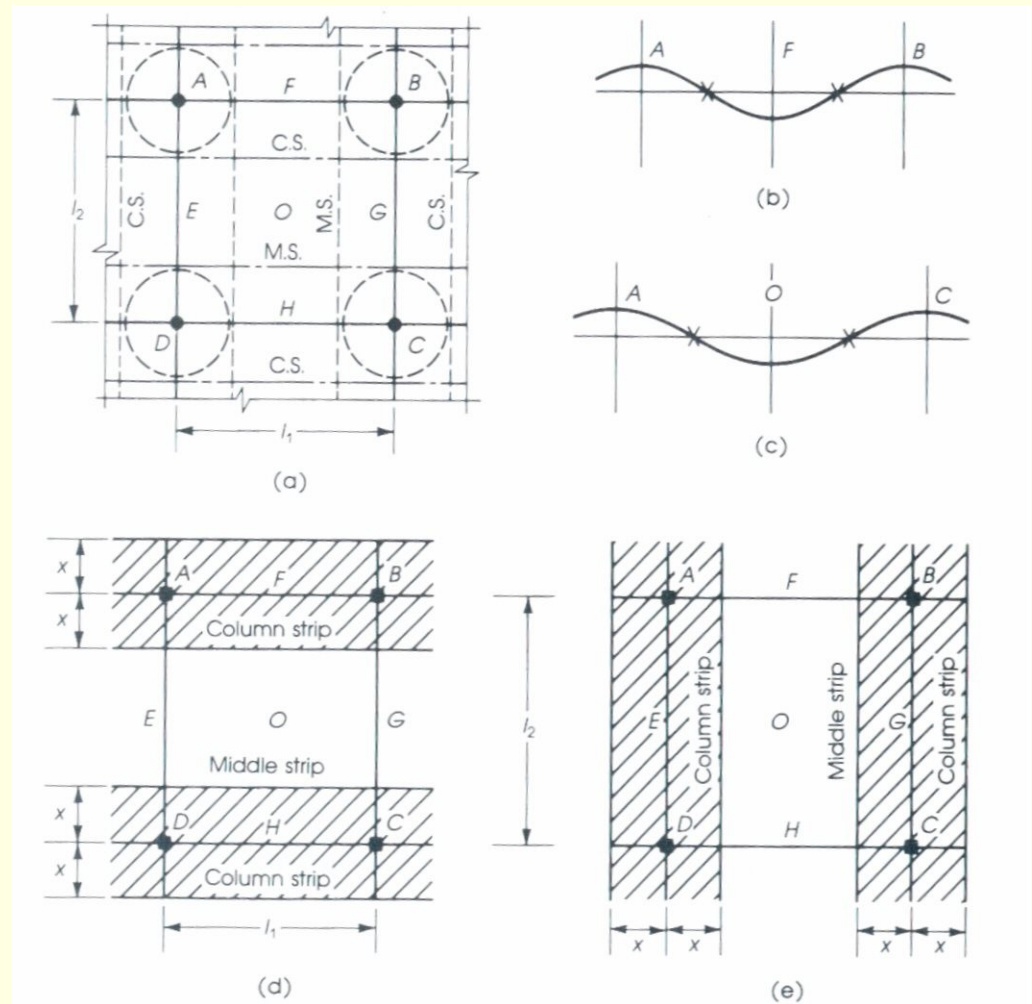 A F B
C.S.
l2 C.S. E O M.S. G C.S.
M.S.
H
D C
C.S.
l1
(a)
A F B
(b)
A O C
(c)
x A F B
x Column strip
E O G
Middle strip
x D H C
x Column strip
l1
(d)
A F B
l2 E Column strip O Middle strip G Column strip
D H C
x x x x
(e)